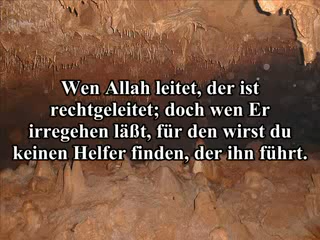 Wen Allah leitet, der ist
rechtgeleitet; doch wen Er
irregehen läßt, für den wirst du
keinen Helfer finden, der ihn führt.